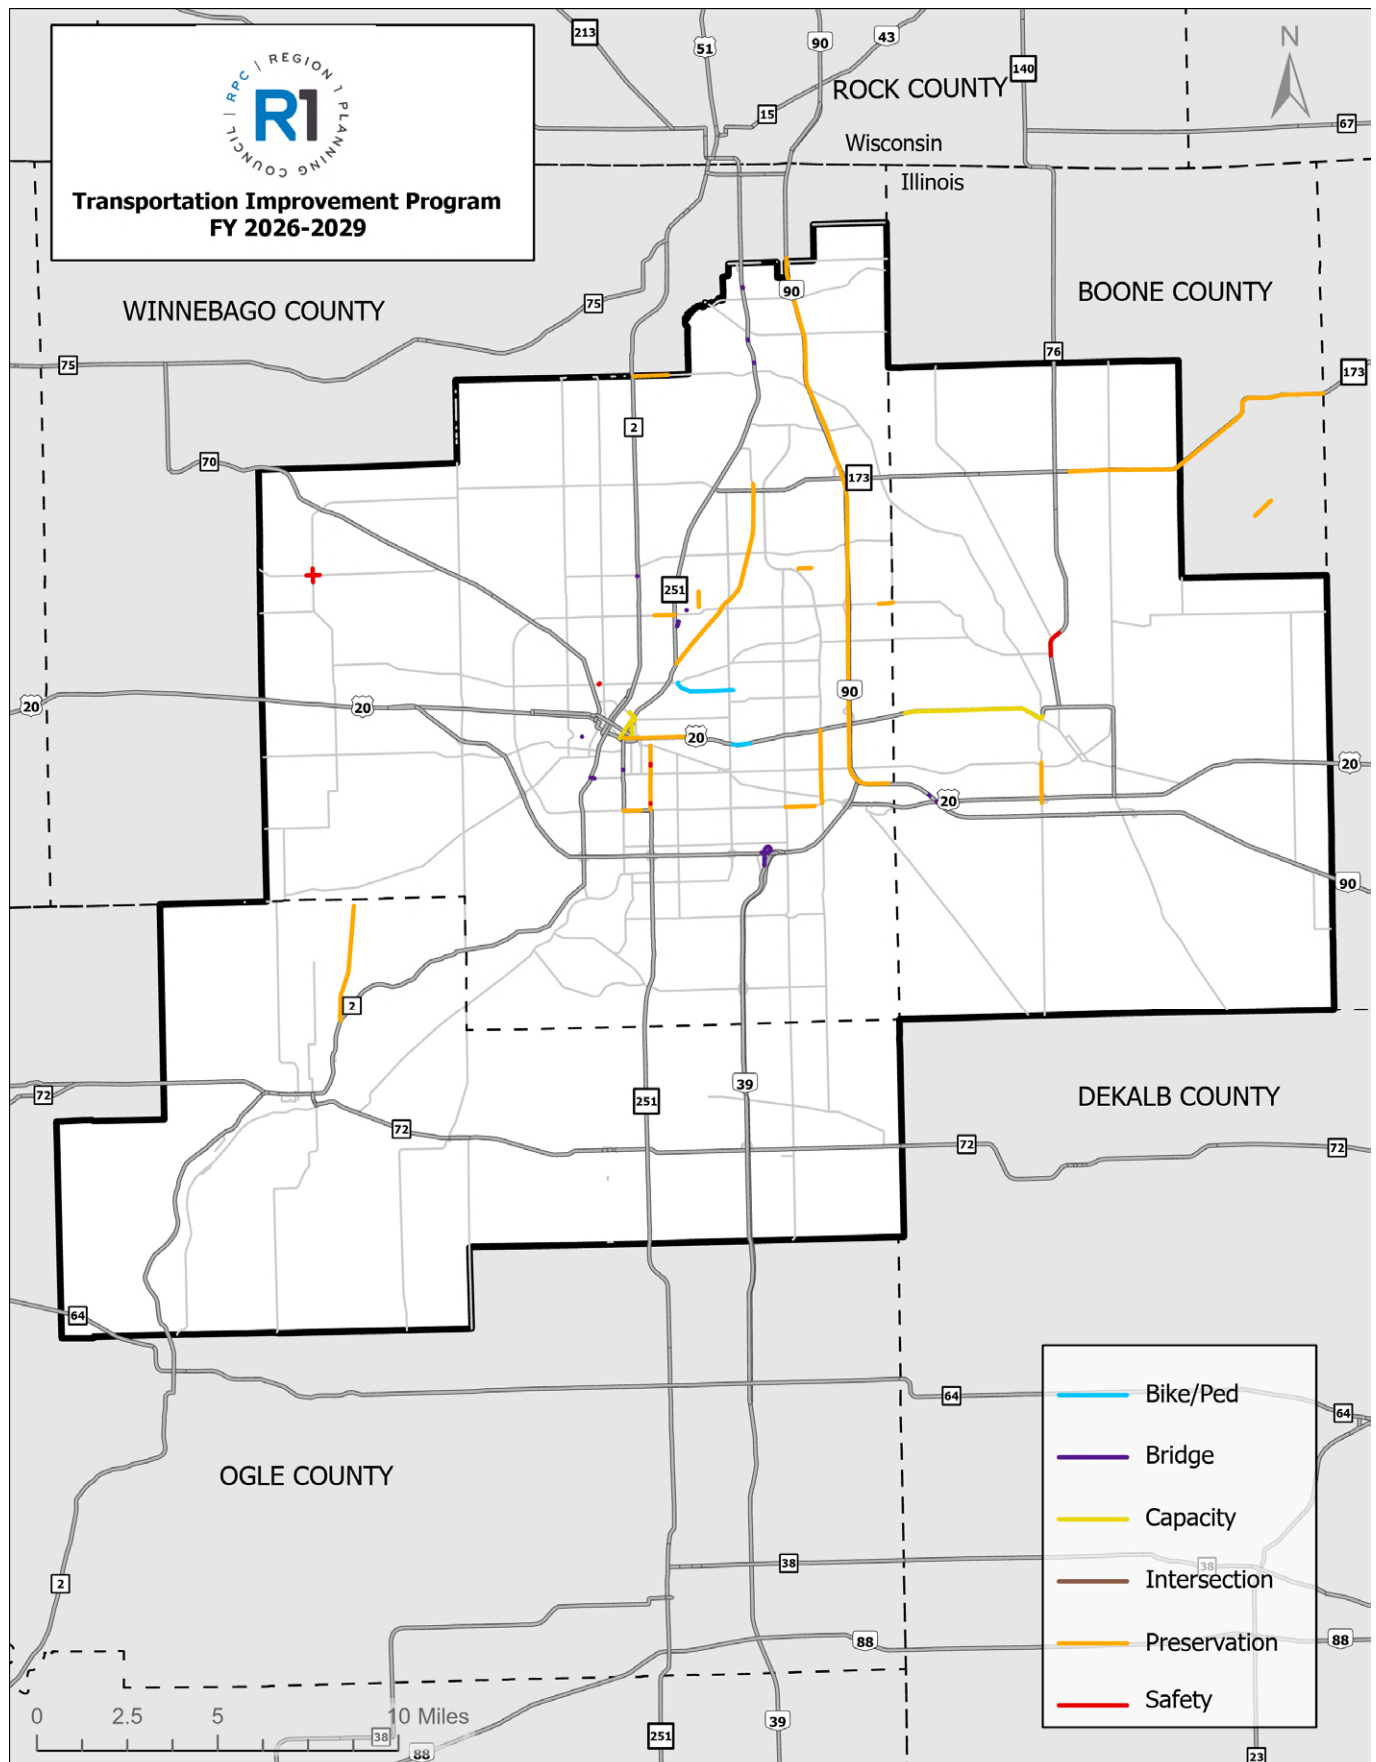 213
51
90
43
140
15
67
N
ROCK COUNTY
Wisconsin
Illinois
RPC | REGION 1 PLANNING COUNCIL |
R1
Transportation Improvement Program
FY 2026-2029
WINNEBAGO COUNTY
BOONE COUNTY
75
90
75
76
173
2
70
173
251
20
20
90
20
20
20
90
2
72
39
251
DEKALB COUNTY
72
72
72
64
64
64
OGLE COUNTY
Bike/Ped
Bridge
Capacity
Intersection
Preservation
Safety
38
38
2
88
88
0 2.5 5 10 Miles
39
251
38
88
23